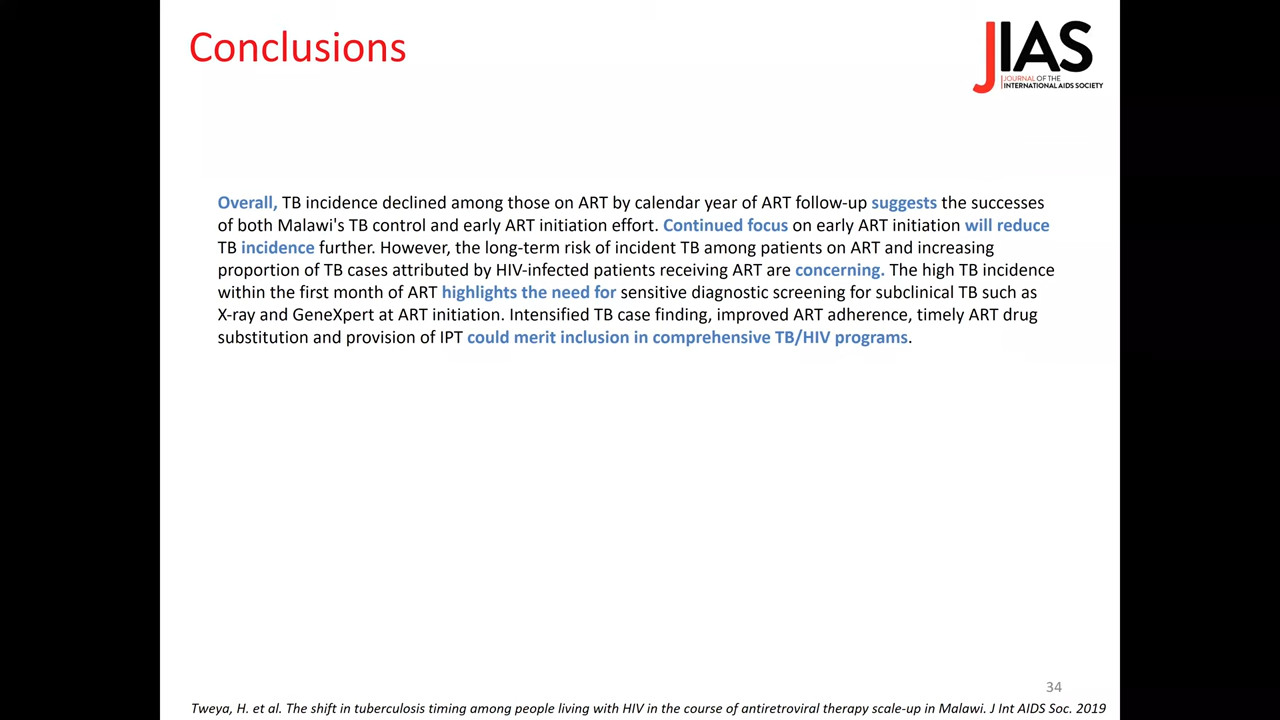 Conclusions
JIAS
JOURNAL OF THE
INTERNATIONAL AIDS SOCIETY
Overall, TB incidence declined among those on ART by calendar year of ART follow-up suggests the successes
of both Malawi's TB control and early ART initiation effort. Continued focus on early ART initiation will reduce
TB incidence further. However, the long-term risk of incident TB among patients on ART and increasing
proportion of TB cases attributed by HIV-infected patients receiving ART are concerning. The high TB incidence
within the first month of ART highlights the need for sensitive diagnostic screening for subclinical TB such as
X-ray and GeneXpert at ART initiation. Intensified TB case finding, improved ART adherence, timely ART drug
substitution and provision of IPT could merit inclusion in comprehensive TB/HIV programs.
34
Tweya, H. et al. The shift in tuberculosis timing among people living with HIV in the course of antiretroviral therapy scale-up in Malawi. J Int AIDS Soc. 2019